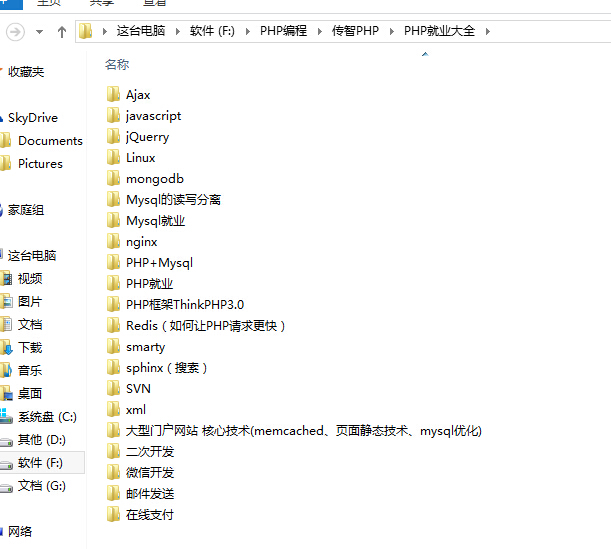 主页 共享 查看
这台电脑 软件 (F:) PHP编程 传智PHP PHP就业大全
收藏夹
SkyDrive
Documents
Pictures
家庭组
这台电脑
视频
图片
文档
下载
音乐
桌面
系统盘 (C:)
其他 (D:)
软件 (F:)
文档 (G:)
网络
名称
Ajax
javascript
jQuerry
Linux
mongodb
Mysql的读写分离
Mysql就业
nginx
PHP+Mysql
PHP就业
PHP框架ThinkPHP3.0
Redis（如何让PHP请求更快）
smarty
sphinx（搜索）
SVN
xml
大型门户网站 核心技术(memcached、页面静态技术、mysql优化)
二次开发
微信开发
邮件发送
在线支付